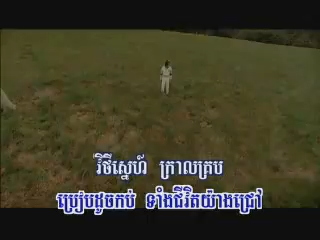 វិថីស្នេហ៍ ក្រាលគ្រប
ប្រៀបដូចកប់ ទាំងជីវិតយ៉ាងជ្រៅ